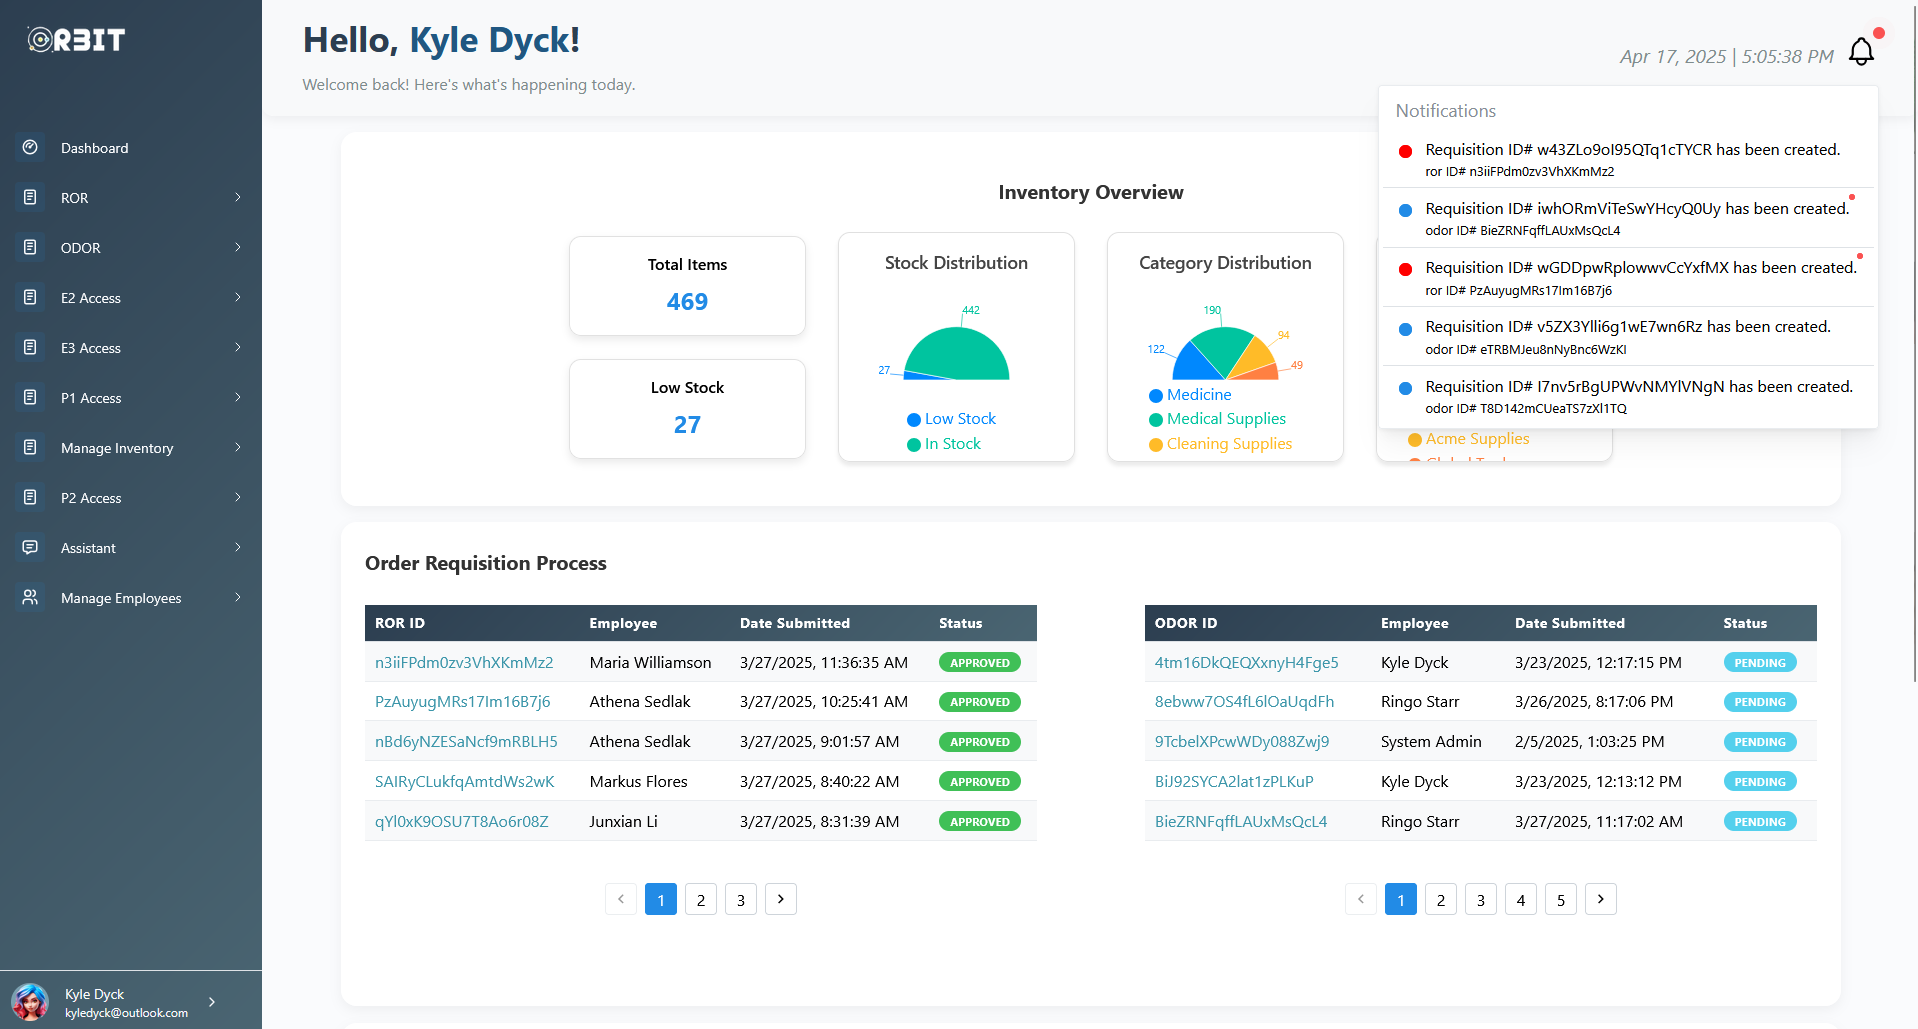 ORBIT
Dashboard
ROR
ODOR
E2 Access
E3 Access
P1 Access
Manage Inventory
P2 Access
Assistant
Manage Employees
Kyle Dyck
kyledyck@outlook.com
Hello, Kyle Dyck!
Welcome back! Here's what's happening today.
Apr 17, 2025 | 5:05:38 PM
Notifications
Requisition ID# w43ZLo9oI95QTq1cTYCR has been created.
ror ID# n3iiFPdm0zv3VhXKmMz2
Requisition ID# iwhORmViTeSwYHcyQ0Uy has been created.
odor ID# BieZRNFqffLAUxMsQcL4
Requisition ID# wGDDpwRplowwvCcYxfMX has been created.
ror ID# PzAuyugMRs17Im16B7j6
Requisition ID# v5ZX3Ylli6g1wE7wn6Rz has been created.
odor ID# eTRBMJeu8nNyBnc6WzKI
Requisition ID# I7nv5rBgUPWvNMYlVNgN has been created.
odor ID# T8D142mCUeaTS7zXl1TQ
Inventory Overview
Total Items
469
Low Stock
27
Stock Distribution
442
27
Low Stock
In Stock
Category Distribution
190
94
122
49
Medicine
Medical Supplies
Cleaning Supplies
Acme Supplies
Order Requisition Process
ROR ID Employee Date Submitted Status
n3iiFPdm0zv3VhXKmMz2 Maria Williamson 3/27/2025, 11:36:35 AM APPROVED
PzAuyugMRs17Im16B7j6 Athena Sedlak 3/27/2025, 10:25:41 AM APPROVED
nBd6yNZESaNcf9mRBLH5 Athena Sedlak 3/27/2025, 9:01:57 AM APPROVED
SAIRyCLukfqAmtdWs2wK Markus Flores 3/27/2025, 8:40:22 AM APPROVED
qYl0xK9OSU7T8Ao6r08Z Junxian Li 3/27/2025, 8:31:39 AM APPROVED
1 2 3
ODOR ID Employee Date Submitted Status
4tm16DkQEQXxnyH4Fge5 Kyle Dyck 3/23/2025, 12:17:15 PM PENDING
8ebww7OS4fL6lOaUqdFh Ringo Starr 3/26/2025, 8:17:06 PM PENDING
9TcbelXPcwWDy088Zwj9 System Admin 2/5/2025, 1:03:25 PM PENDING
BiJ92SYCA2lat1zPLKuP Kyle Dyck 3/23/2025, 12:13:12 PM PENDING
BieZRNFqffLAUxMsQcL4 Ringo Starr 3/27/2025, 11:17:02 AM PENDING
1 2 3 4 5